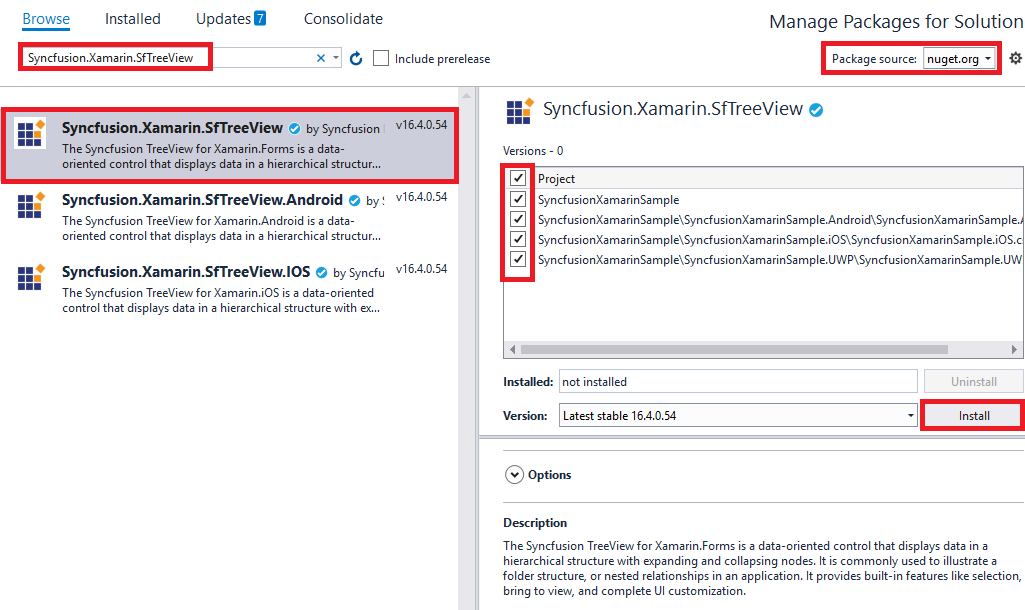 Browse Installed Updates 7 Consolidate
Manage Packages for Solution
Syncfusion.Xamarin.SfTreeView
Include prerelease
Package source: nuget.org
Syncfusion.Xamarin.SfTreeView by Syncfusion v16.4.0.54
The Syncfusion TreeView for Xamarin.Forms is a data-
oriented control that displays data in a hierarchical structur...
Syncfusion.Xamarin.SfTreeView.Android by S v16.4.0.54
The Syncfusion TreeView for Xamarin.Android is a data-
oriented control that displays data in a hierarchical structur...
Syncfusion.Xamarin.SfTreeView.IOS by Syncfu v16.4.0.54
The Syncfusion TreeView for Xamarin.iOS is a data-oriented
control that displays data in a hierarchical structure with ex...
Syncfusion.Xamarin.SfTreeView
Versions - 0
Project
SyncfusionXamarinSample
SyncfusionXamarinSample\SyncfusionXamarinSample.Android\SyncfusionXamarinSample.A
SyncfusionXamarinSample\SyncfusionXamarinSample.iOS\SyncfusionXamarinSample.iOS.c
SyncfusionXamarinSample\SyncfusionXamarinSample.UWP\SyncfusionXamarinSample.UW
Installed: not installed Uninstall
Version: Latest stable 16.4.0.54 Install
Options
Description
The Syncfusion TreeView for Xamarin.Forms is a data-oriented control that displays data in a
hierarchical structure with expanding and collapsing nodes. It is commonly used to illustrate a
folder structure, or nested relationships in an application. It provides built-in features like selection,
bring to view, and complete UI customization.